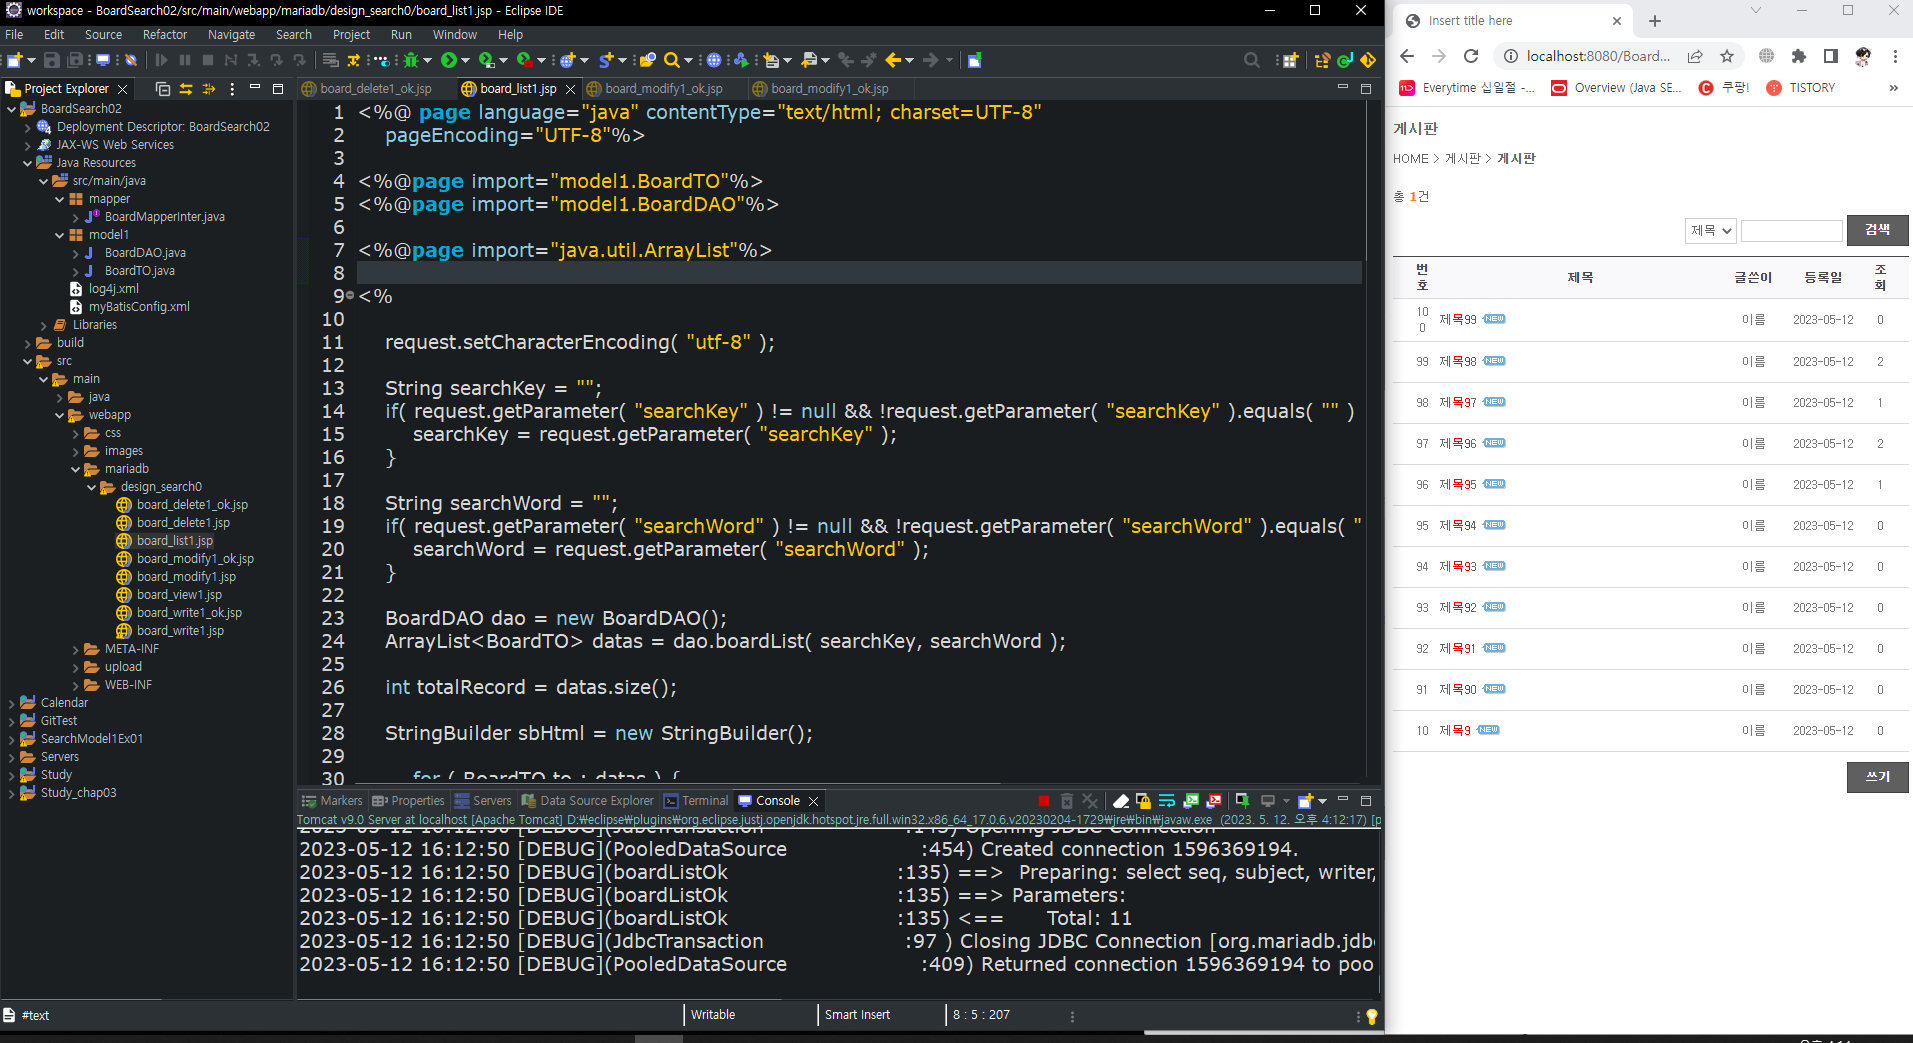 workspace - BoardSearch02/src/main/webapp/mariadb/design_search0/board_list1.jsp - Eclipse IDE
File Edit Source Refactor Navigate Search Project Run Window Help
Project Explorer
BoardSearch02
Deployment Descriptor: BoardSearch02
JAX-WS Web Services
Java Resources
src/main/java
mapper
BoardMapperInter.java
model1
BoardDAO.java
BoardTO.java
log4j.xml
myBatisConfig.xml
Libraries
build
src
main
java
webapp
css
images
mariadb
design_search0
board_delete1_ok.jsp
board_delete1.jsp
board_list1.jsp
board_modify1_ok.jsp
board_modify1.jsp
board_view1.jsp
board_write1_ok.jsp
board_write1.jsp
META-INF
upload
WEB-INF
Calendar
GitTest
SearchModel1Ex01
Servers
Study
Study_chap03
board_delete1_ok.jsp board_list1.jsp board_modify1_ok.jsp board_modify1_ok.jsp
1 <%@ page language="java" contentType="text/html; charset=UTF-8"
2 pageEncoding="UTF-8"%>
3
4 <%@page import="model1.BoardTO"%>
5 <%@page import="model1.BoardDAO"%>
6
7 <%@page import="java.util.ArrayList"%>
8
9 <%
10
11 request.setCharacterEncoding( "utf-8" );
12
13 String searchKey = "";
14 if( request.getParameter( "searchKey" ) != null && !request.getParameter( "searchKey" ).equals( "" )
15 searchKey = request.getParameter( "searchKey" );
16 }
17
18 String searchWord = "";
19 if( request.getParameter( "searchWord" ) != null && !request.getParameter( "searchWord" ).equals( "
20 searchWord = request.getParameter( "searchWord" );
21 }
22
23 BoardDAO dao = new BoardDAO();
24 ArrayList<BoardTO> datas = dao.boardList( searchKey, searchWord );
25
26 int totalRecord = datas.size();
27
28 StringBuilder sbHtml = new StringBuilder();
29
30 for ( BoardTO to : datas ) {
Markers Properties Servers Data Source Explorer Terminal Console
Tomcat v9.0 Server at localhost [Apache Tomcat] D:₩eclipse₩plugins₩org.eclipse.justj.openjdk.hotspot.jre.full.win32.x86_64_17.0.6.v20230204-1729₩jre₩bin₩javaw.exe (2023. 5. 12. 오후 4:12:17) [p
2023-05-12 16:12:50 [DEBUG](JdbcTransaction :145) Opening JDBC Connection
2023-05-12 16:12:50 [DEBUG](PooledDataSource :454) Created connection 1596369194.
2023-05-12 16:12:50 [DEBUG](boardListOk :135) ==> Preparing: select seq, subject, writer,
2023-05-12 16:12:50 [DEBUG](boardListOk :135) ==> Parameters:
2023-05-12 16:12:50 [DEBUG](boardListOk :135) <== Total: 11
2023-05-12 16:12:50 [DEBUG](JdbcTransaction :97 ) Closing JDBC Connection [org.mariadb.jdbc
2023-05-12 16:12:50 [DEBUG](PooledDataSource :409) Returned connection 1596369194 to poo
#text Writable Smart Insert 8 : 5 : 207
Insert title here
localhost:8080/Board...
Everytime 십일절 -... Overview (Java SE... 쿠팡! TISTORY »
게시판
HOME > 게시판 > 게시판
총 1건
제목 검색
번호 제목 글쓴이 등록일 조회
100 제목99 NEW 이름 2023-05-12 0
99 제목98 NEW 이름 2023-05-12 2
98 제목97 NEW 이름 2023-05-12 1
97 제목96 NEW 이름 2023-05-12 2
96 제목95 NEW 이름 2023-05-12 1
95 제목94 NEW 이름 2023-05-12 0
94 제목93 NEW 이름 2023-05-12 0
93 제목92 NEW 이름 2023-05-12 0
92 제목91 NEW 이름 2023-05-12 0
91 제목90 NEW 이름 2023-05-12 0
10 제목9 NEW 이름 2023-05-12 0
쓰기